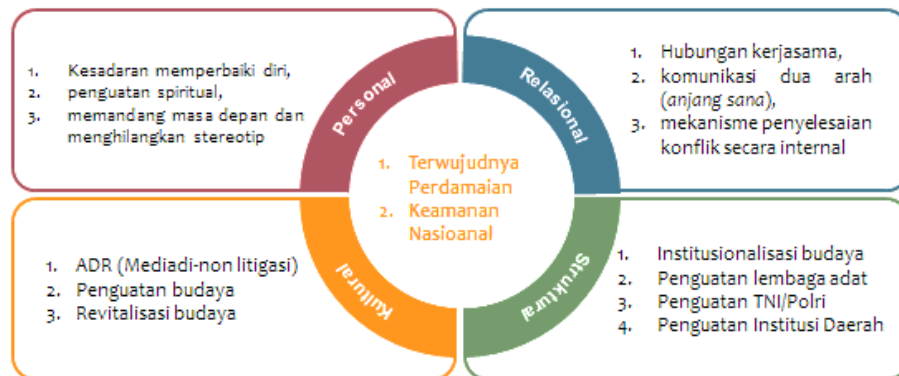 1. Kesadaran memperbaiki diri,
2. penguatan spiritual,
3. memandang masa depan dan
menghilangkan stereotip
Personal
Relasional
1. Hubungan kerjasama,
2. komunikasi dua arah
(anjang sana),
3. mekanisme penyelesaian
konflik secara internal
1. Terwujudnya
Perdamaian
2. Keamanan
Nasioanal
1. ADR (Mediadi-non litigasi)
2. Penguatan budaya
3. Revitalisasi budaya
Kulltural
Struktural
1. Institusionalisasi budaya
2. Penguatan lembaga adat
3. Penguatan TNI/Polri
4. Penguatan Institusi Daerah